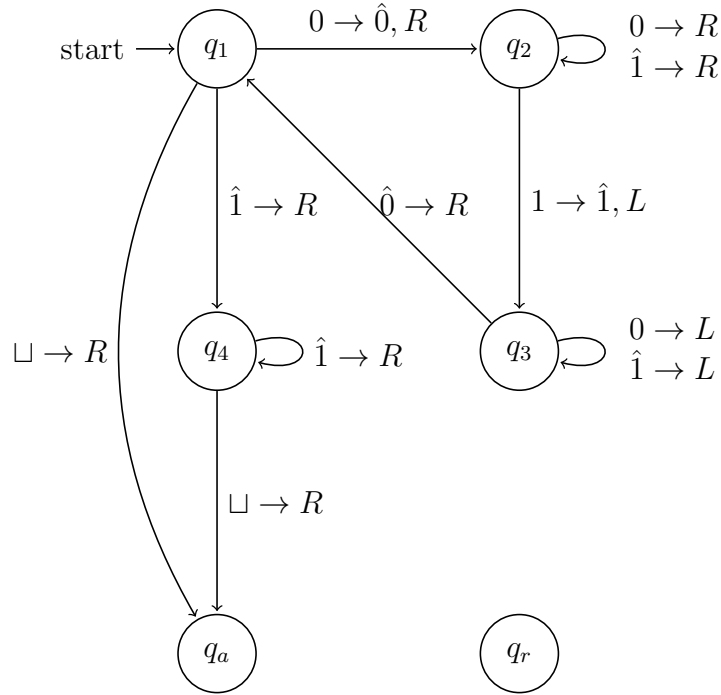 start
q₁
0 → 0̂, R
q₂
0 → R
1̂ → R
1̂ → R
0̂ → R
1 → 1̂, L
⊔ → R
q₄
1̂ → R
q₃
0 → L
1̂ → L
⊔ → R
qₐ
qᵣ